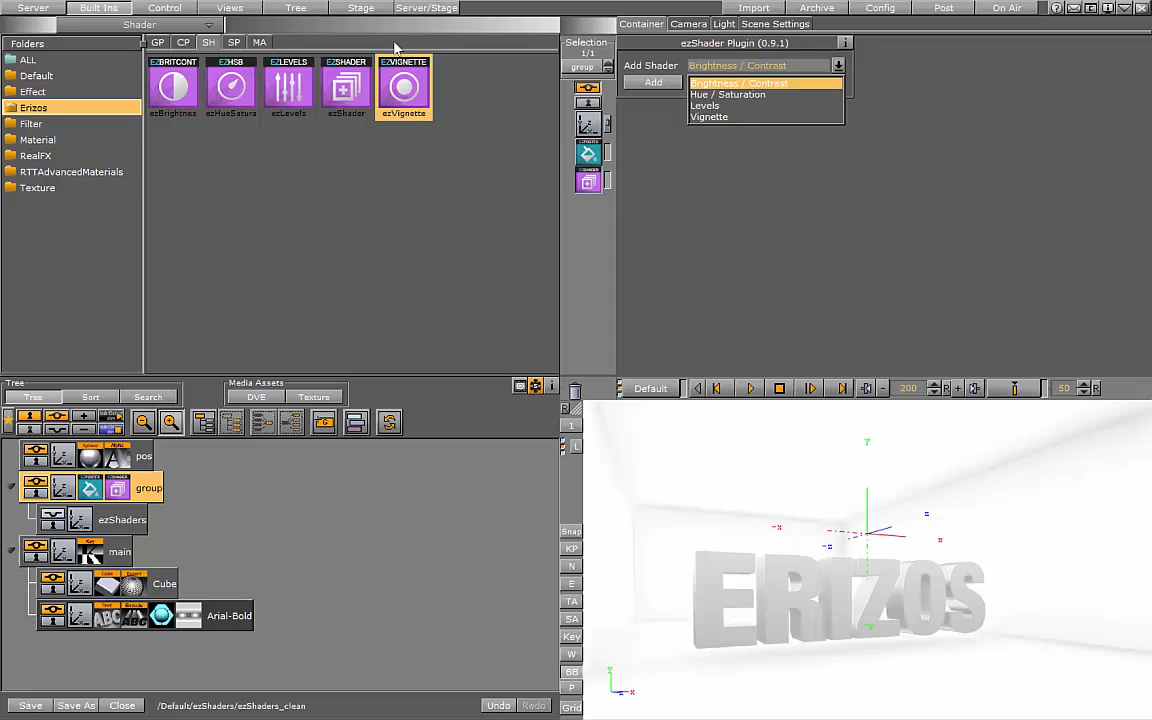 Server Built Ins Control Views Tree Stage Server/Stage Import Archive Config Post On Air
Shader
Container Camera Light Scene Settings
Folders GP CP SH SP MA
Selection
1/1
group
ezShader Plugin (0.9.1)
Add Shader Brightness / Contrast
Add
Brightness / Contrast
Hue / Saturation
Levels
Vignette
ALL
Default
Effect
Erizos
Filter
Material
RealFX
RTTAdvancedMaterials
Texture
EZBRITCONT EZHSB EZLEVELS EZSHADER EZVIGNETTE
ezBrightnes ezHueSatura ezLevels ezShader ezVignette
Tree Media Assets
Tree Sort Search DVE Texture
Default 200 R 50 R
pos
group
ezShaders
main
Cube
Arial-Bold
R
1
L
Snap
KP
N
E
TA
SA
Key
W
BB
P
Grid
ERIZOS
Save Save As Close /Default/ezShaders/ezShaders_clean Undo Redo